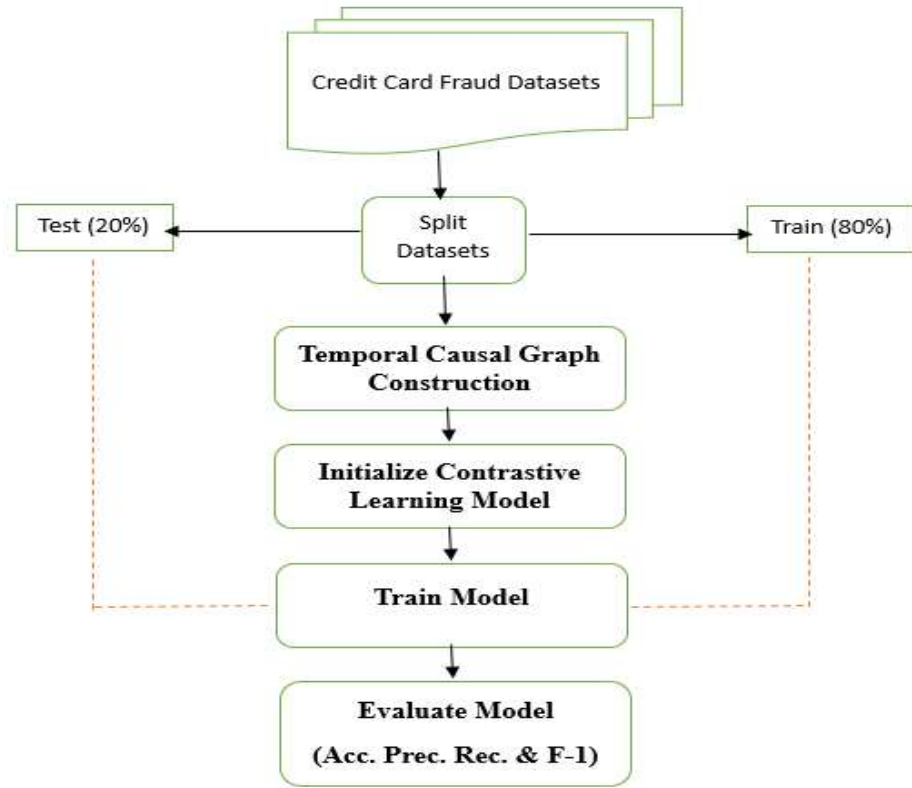 Credit Card Fraud Datasets
Test (20%)
Split
Datasets
Train (80%)
Temporal Causal Graph
Construction
Initialize Contrastive
Learning Model
Train Model
Evaluate Model
(Acc. Prec. Rec. & F-1)